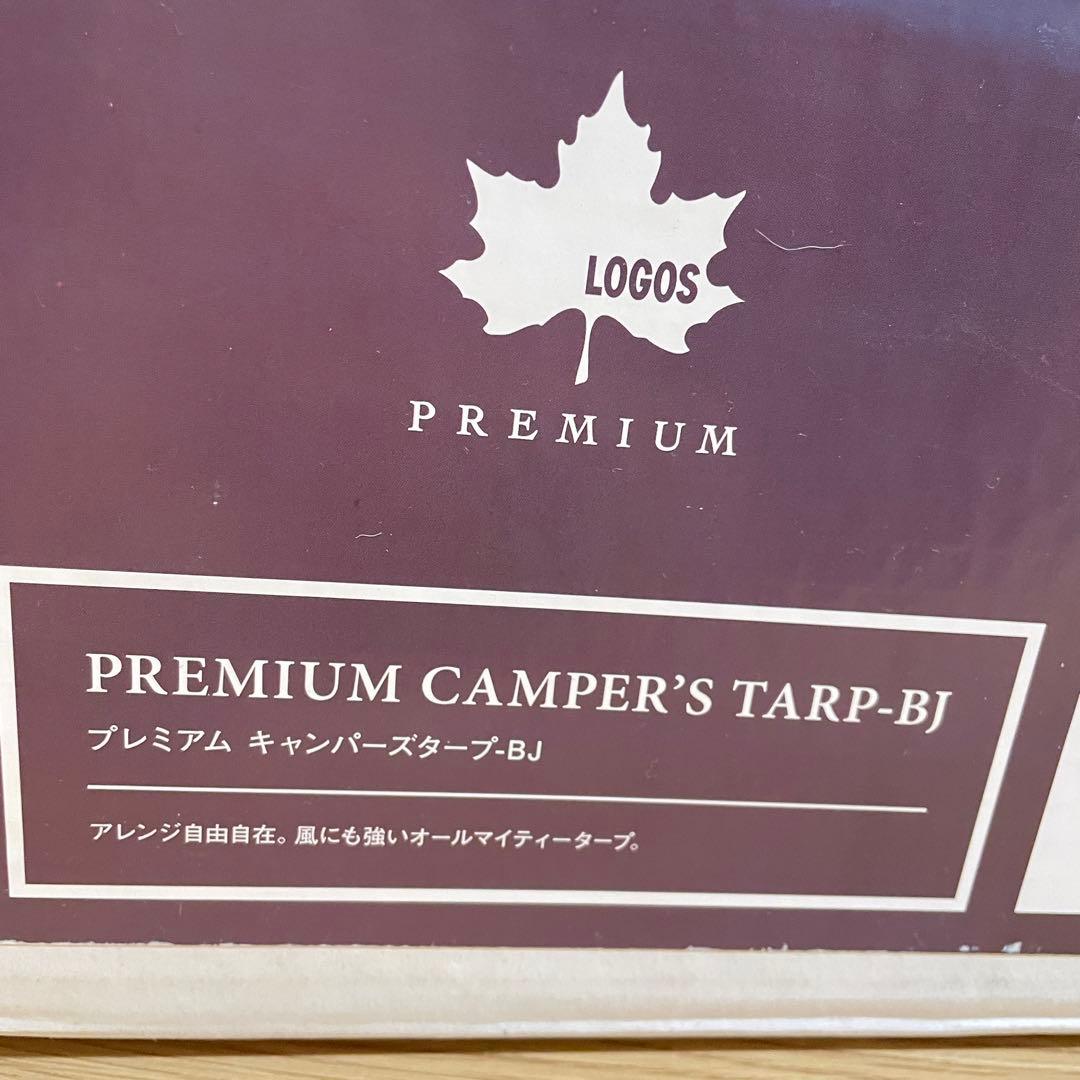 LOGOS
PREMIUM
PREMIUM CAMPER'S TARP-BJ
プレミアム キャンパーズタープ-BJ
アレンジ自由自在。風にも強いオールマイティータープ。